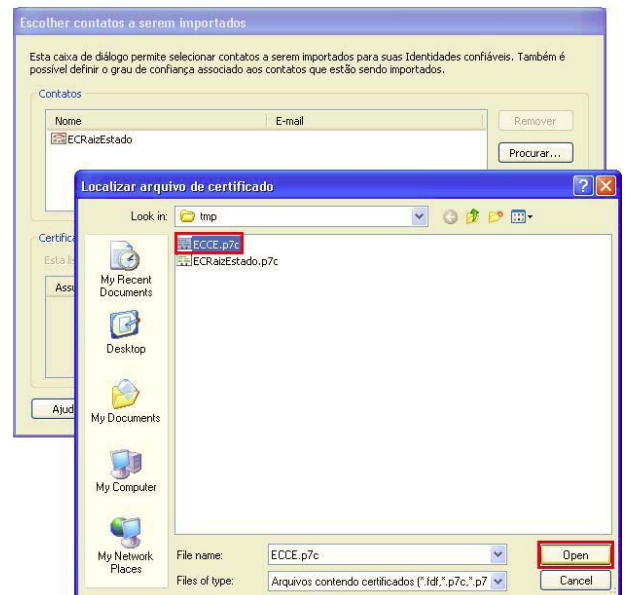 Escolher contatos a serem importados
Esta caixa de diálogo permite selecionar contatos a serem importados para suas Identidades confiáveis. Também é
possível definir o grau de confiança associado aos contatos que estão sendo importados.
Contatos
Nome
E-mail
Remover
ECRaizEstado
Procurar...
Localizar arquivo de certificado
Look in:
tmp
ECCE.p7c
ECRaizEstado.p7c
My Recent
Documents
Desktop
My Documents
My Computer
My Network
Places
File name:
ECCE.p7c
Open
Files of type:
Arquivos contendo certificados (*.fdf,*.p7c,*.p7
Cancel